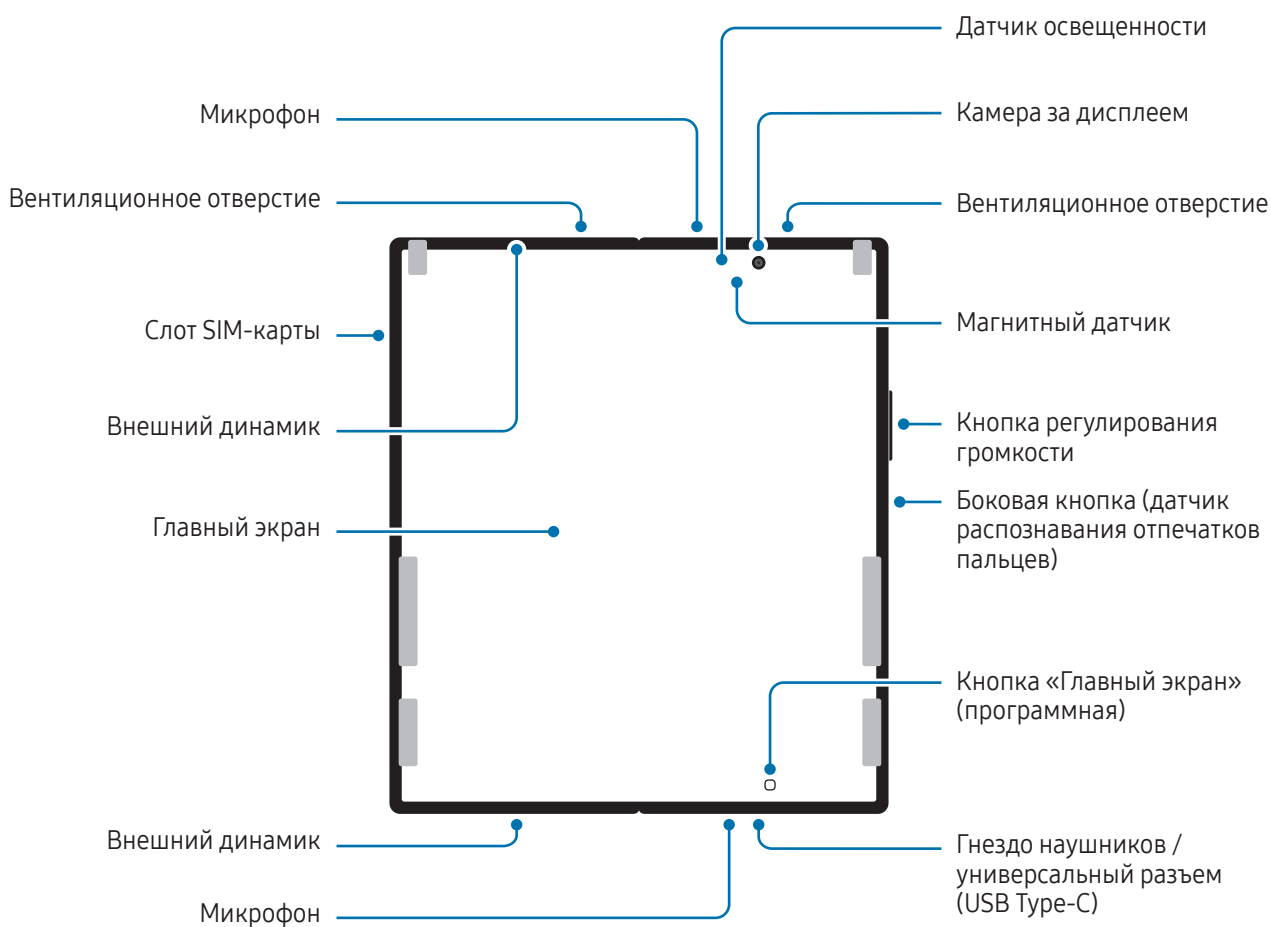 Датчик освещенности
Микрофон
Камера за дисплеем
Вентиляционное отверстие
Вентиляционное отверстие
Слот SIM-карты
Магнитный датчик
Внешний динамик
Кнопка регулирования
громкости
Главный экран
Боковая кнопка (датчик
распознавания отпечатков
пальцев)
Кнопка «Главный экран»
(программная)
Внешний динамик
Гнездо наушников /
универсальный разъем
(USB Type-C)
Микрофон